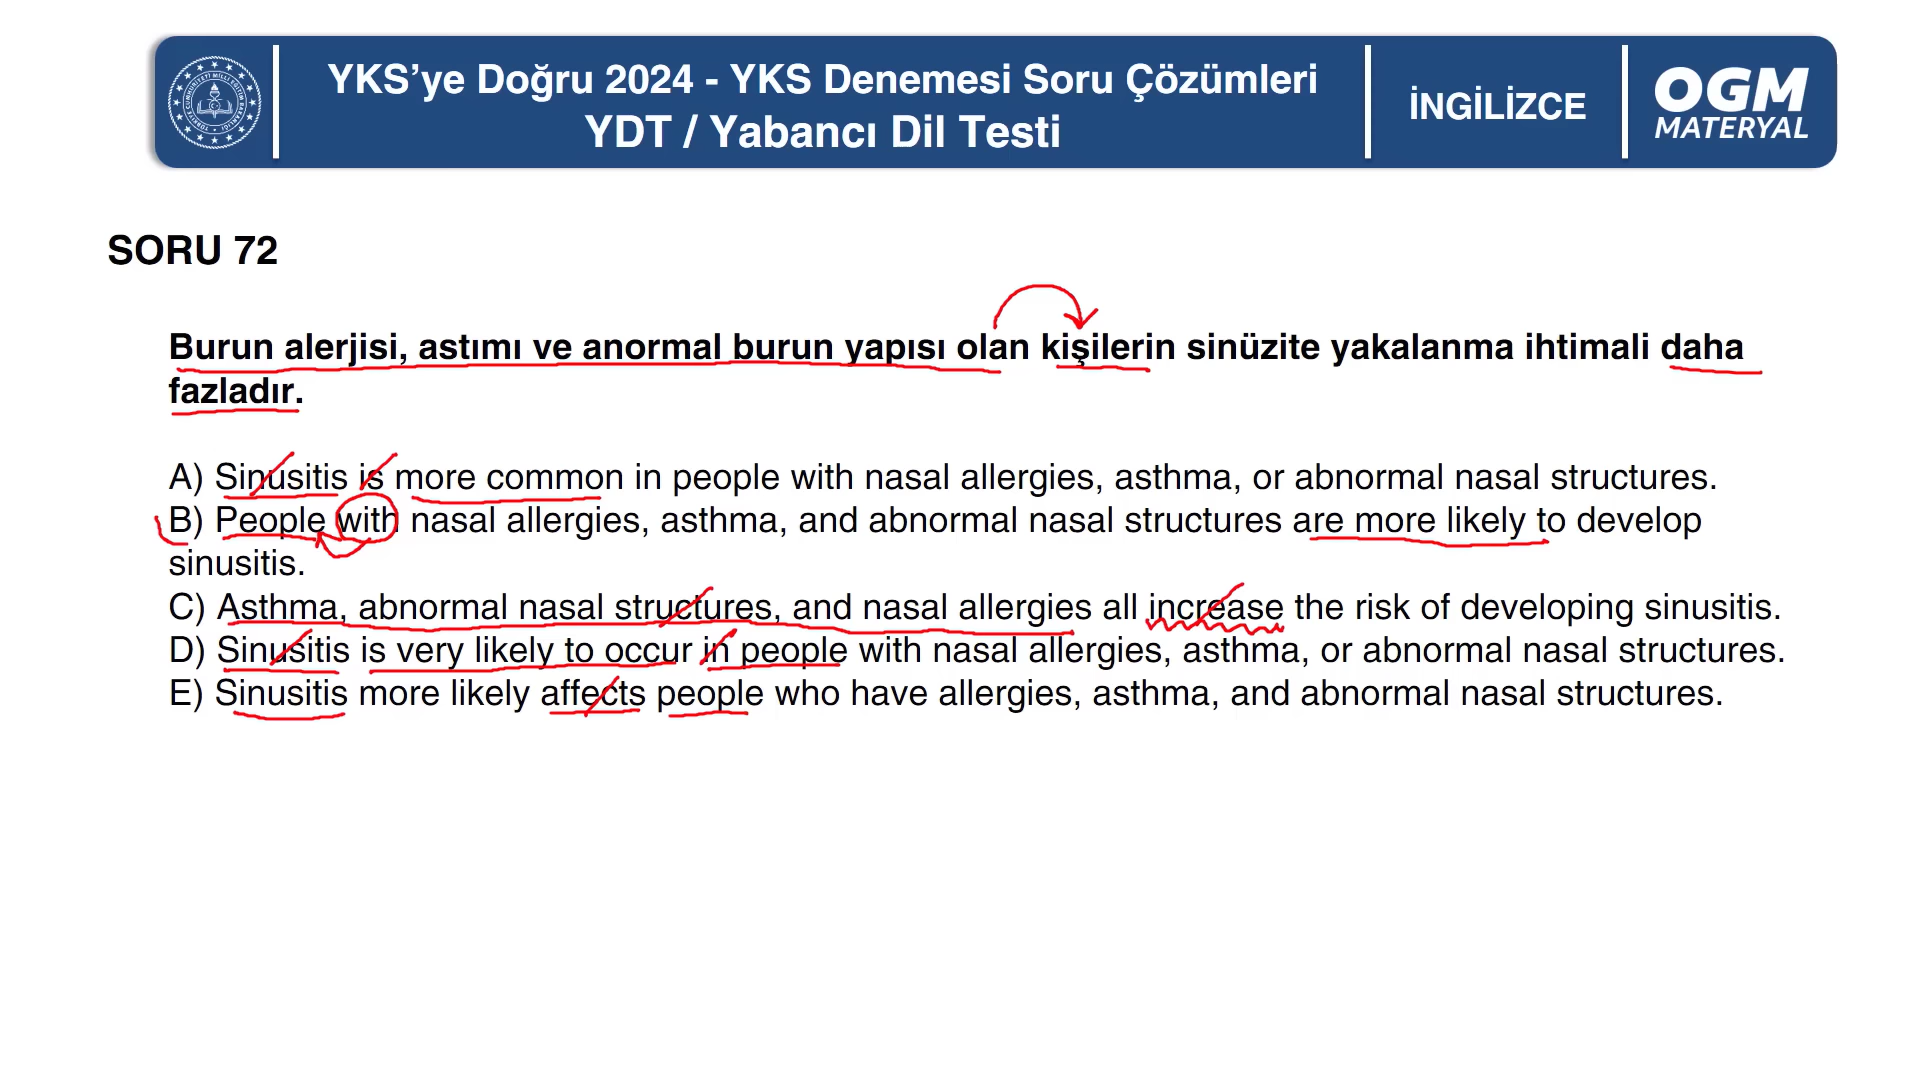 YKS’ye Doğru 2024 - YKS Denemesi Soru Çözümleri
YDT / Yabancı Dil Testi
İNGİLİZCE
OGM
MATERYAL
SORU 72
Burun alerjisi, astımı ve anormal burun yapısı olan kişilerin sinüzite yakalanma ihtimali daha
fazladır.
A) Sinusitis is more common in people with nasal allergies, asthma, or abnormal nasal structures.
B) People with nasal allergies, asthma, and abnormal nasal structures are more likely to develop
sinusitis.
C) Asthma, abnormal nasal structures, and nasal allergies all increase the risk of developing sinusitis.
D) Sinusitis is very likely to occur in people with nasal allergies, asthma, or abnormal nasal structures.
E) Sinusitis more likely affects people who have allergies, asthma, and abnormal nasal structures.